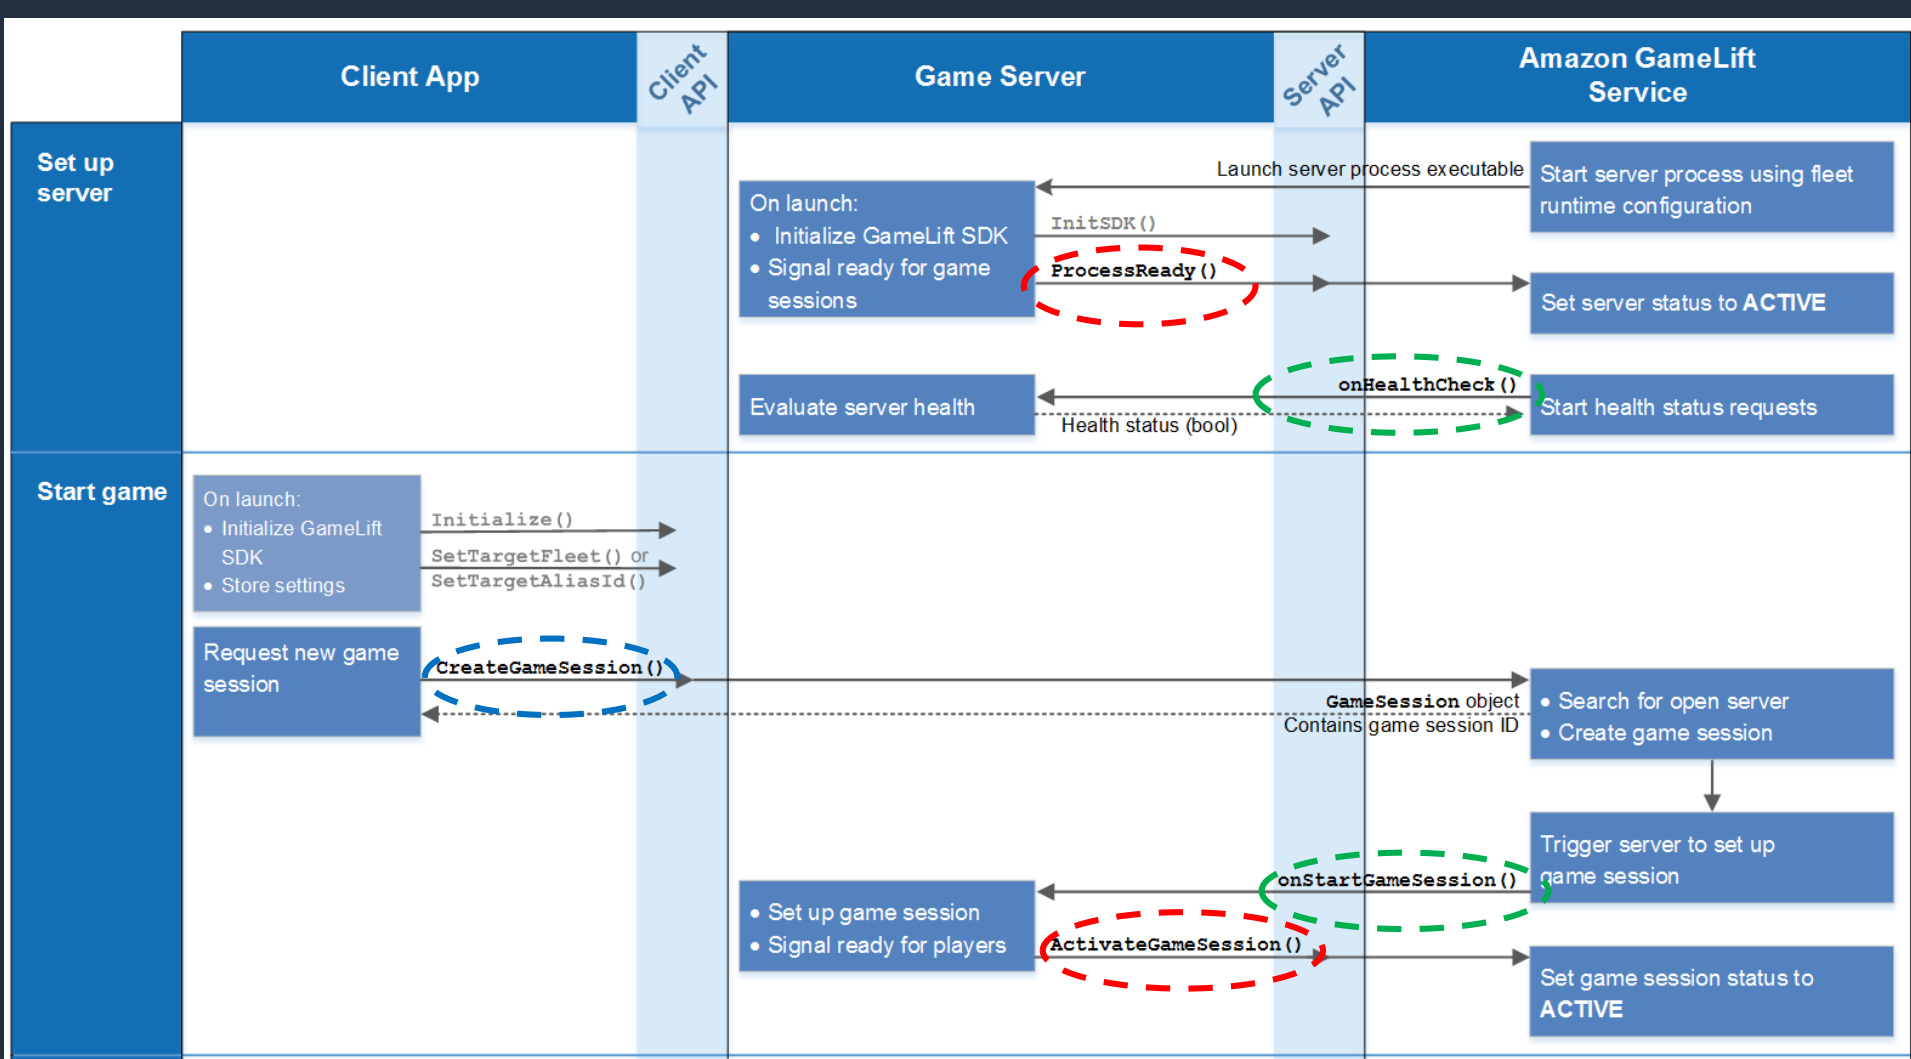 Client App
Client
API
Game Server
Server
API
Amazon GameLift
Service
Set up
server
Launch server process executable
Start server process using fleet
runtime configuration
On launch:
• Initialize GameLift SDK
• Signal ready for game
sessions
InitSDK()
ProcessReady()
Set server status to ACTIVE
onHealthCheck()
Evaluate server health
Health status (bool)
Start health status requests
Start game
On launch:
• Initialize GameLift
SDK
• Store settings
Initialize()
SetTargetFleet() or
SetTargetAliasId()
Request new game
session
CreateGameSession()
GameSession object
Contains game session ID
• Search for open server
• Create game session
Trigger server to set up
game session
onStartGameSession()
• Set up game session
• Signal ready for players
ActivateGameSession()
Set game session status to
ACTIVE